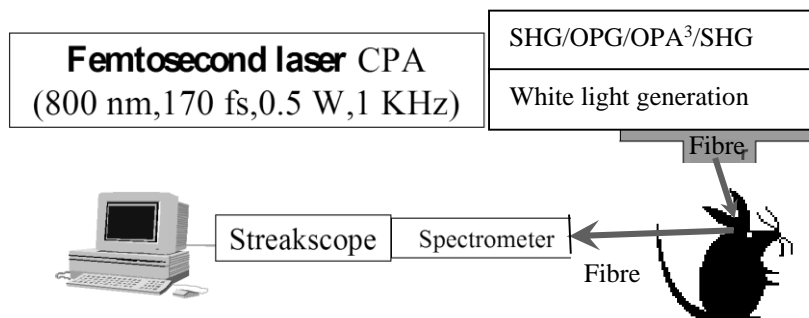 SHG/OPG/OPA³/SHG
Femtosecond laser CPA
(800 nm,170 fs,0.5 W,1 KHz)
White light generation
Fibre
Streakscope
Spectrometer
Fibre